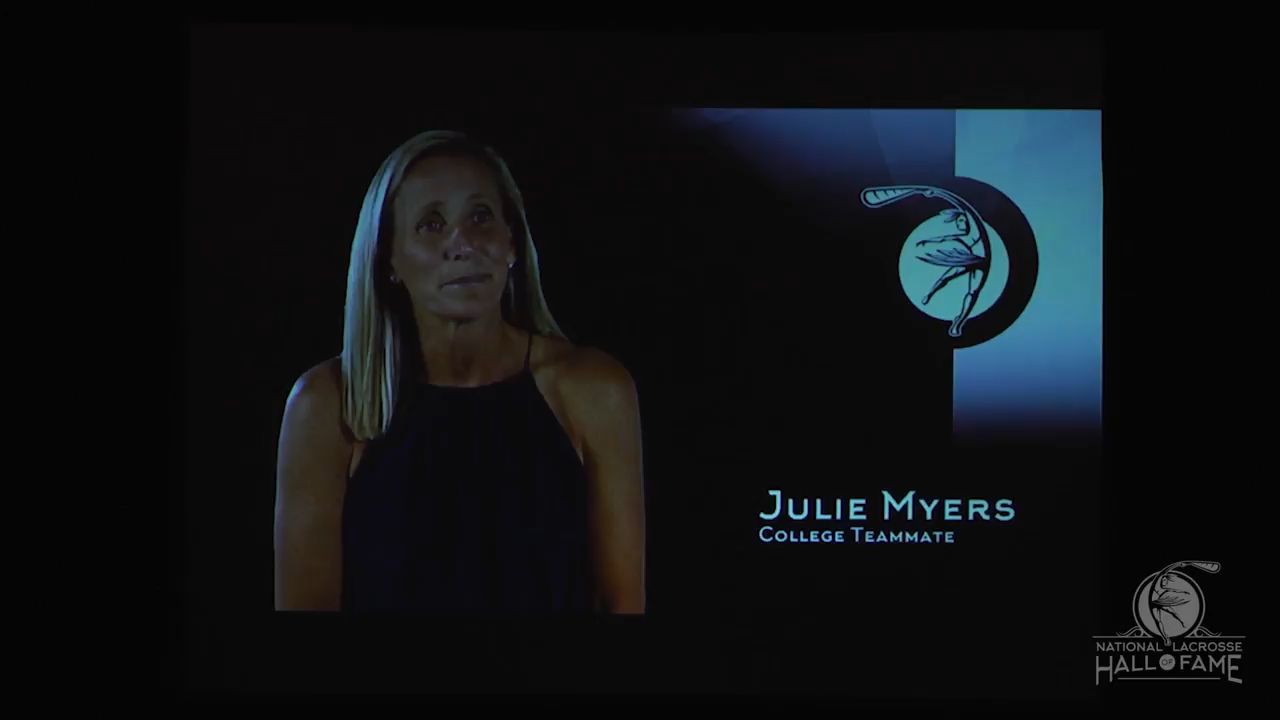 JULIE MYERS
COLLEGE TEAMMATE
NATIONAL LACROSSE
HALL OF FAME